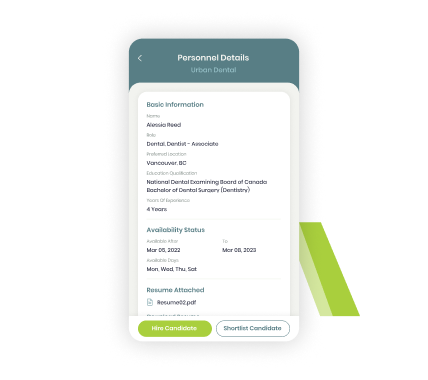 Personnel Details
Urban Dental
Basic Information
Name
Alessia Reed
Role
Dental, Dentist - Associate
Preferred Location
Vancouver, BC
Education Qualification
National Dental Examining Board of Canada
Bachelor of Dental Surgery (Dentistry)
Years Of Experience
4 Years
Availability Status
Available After To
Mar 05, 2022 Mar 08, 2023
Available Days
Mon, Wed, Thu, Sat
Resume Attached
Resume02.pdf
Hire Candidate Shortlist Candidate